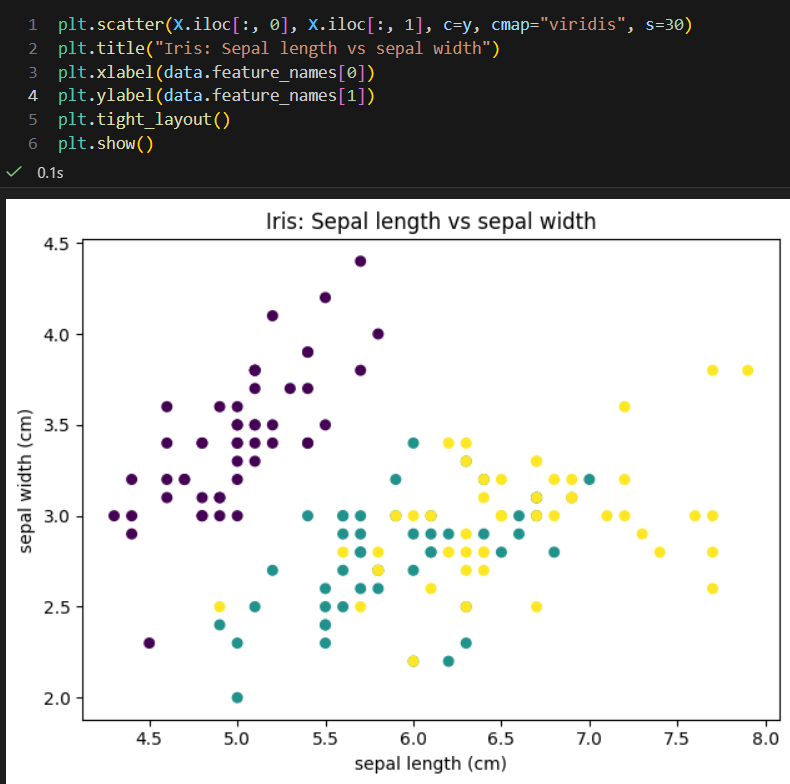 1 plt.scatter(X.iloc[:, 0], X.iloc[:, 1], c=y, cmap="viridis", s=30)
2 plt.title("Iris: Sepal length vs sepal width")
3 plt.xlabel(data.feature_names[0])
4 plt.ylabel(data.feature_names[1])
5 plt.tight_layout()
6 plt.show()
0.1s
Iris: Sepal length vs sepal width
4.5
4.0
3.5
3.0
2.5
2.0
sepal width (cm)
4.5 5.0 5.5 6.0 6.5 7.0 7.5 8.0
sepal length (cm)